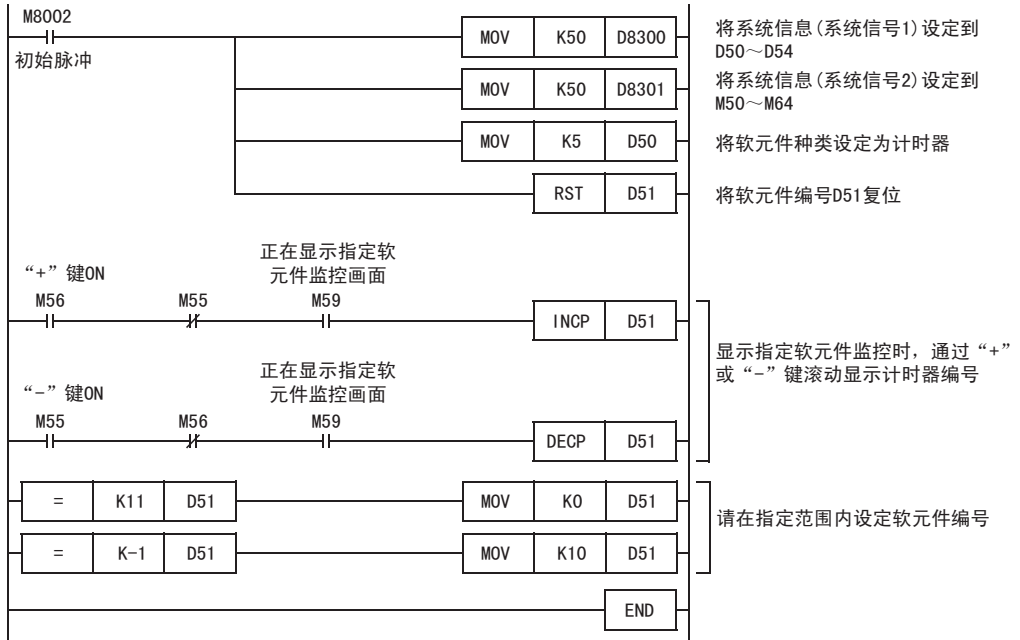 M8002
初始脉冲
MOV K50 D8300
将系统信息(系统信号1)设定到
D50～D54
MOV K50 D8301
将系统信息(系统信号2)设定到
M50～M64
MOV K5 D50
将软元件种类设定为计时器
RST D51
将软元件编号D51复位
“+”键ON
正在显示指定软
元件监控画面
M56 M55 M59
INCP D51
显示指定软元件监控时，通过“+”
或“-”键滚动显示计时器编号
“-”键ON
正在显示指定软
元件监控画面
M55 M56 M59
DECP D51
= K11 D51 MOV K0 D51
请在指定范围内设定软元件编号
= K-1 D51 MOV K10 D51
END